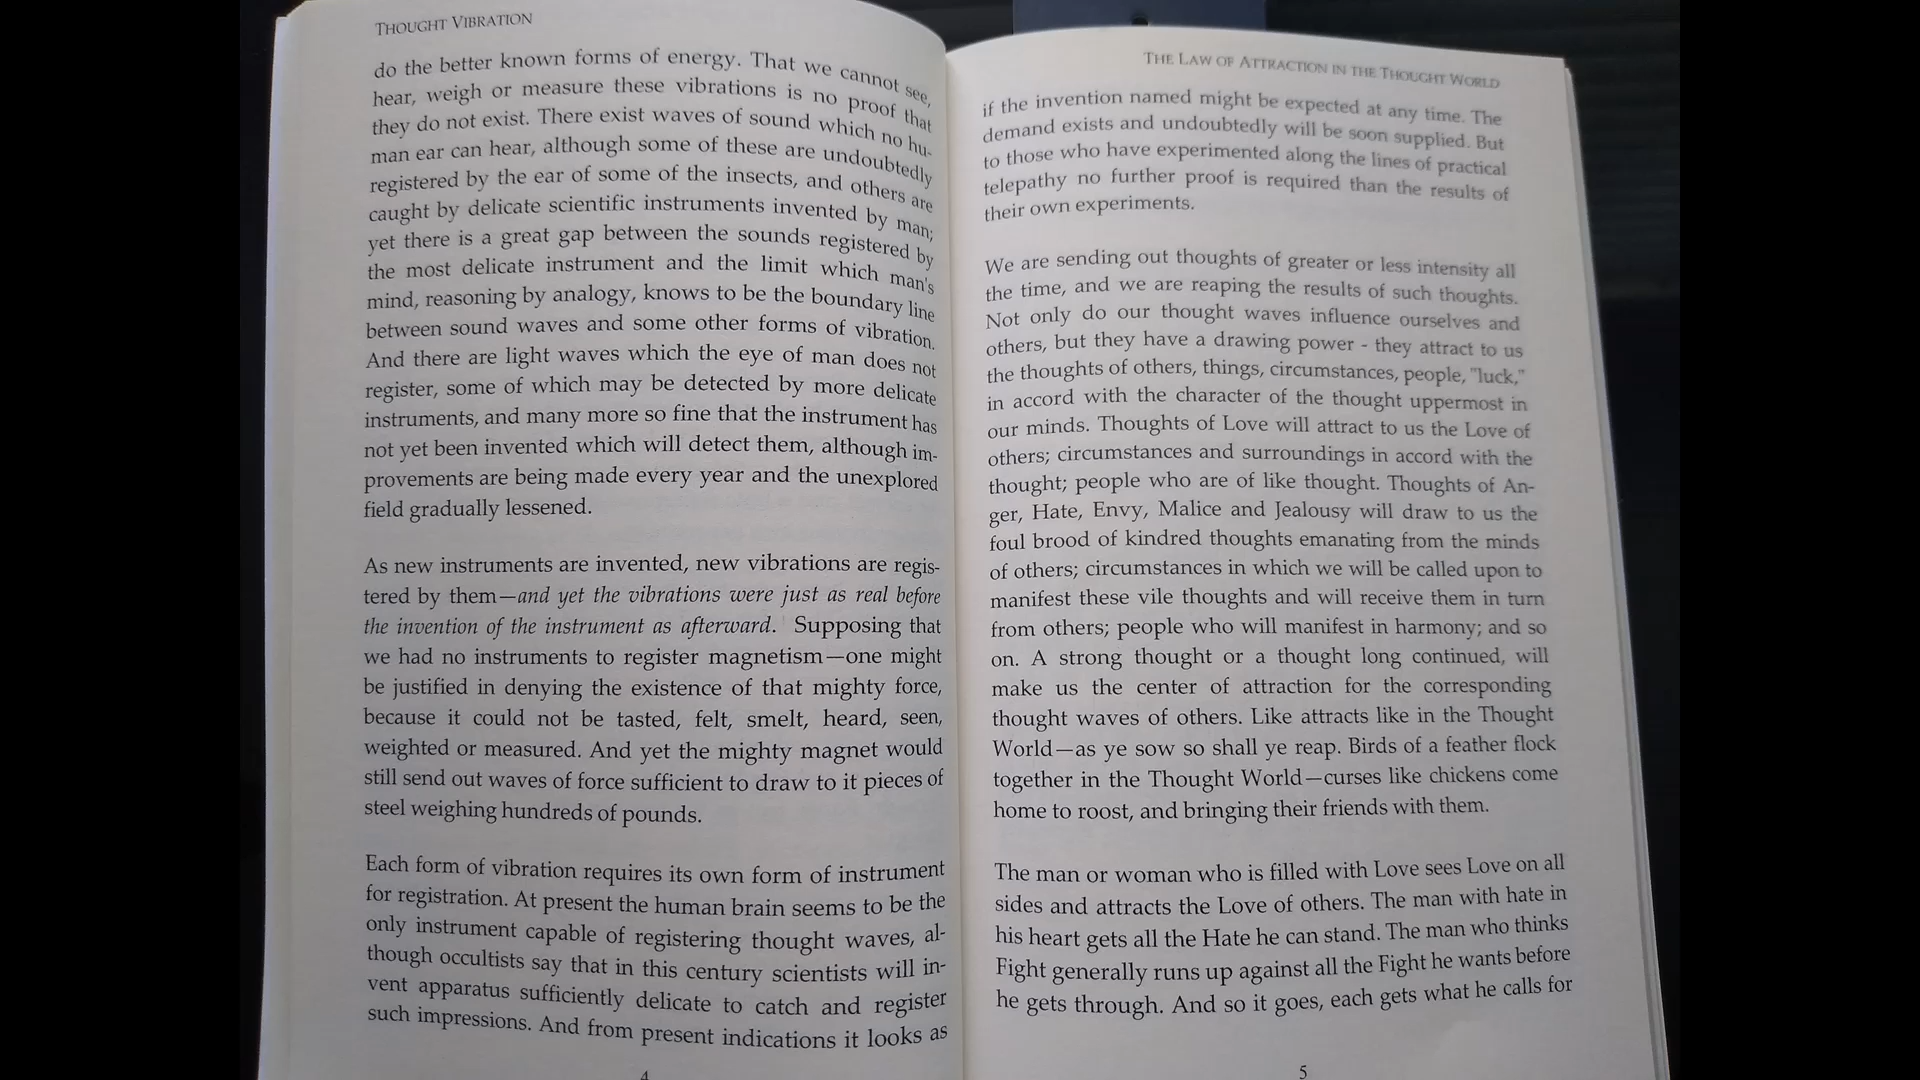 THOUGHT VIBRATION
do the better known forms of energy. That we cannot see,
hear, weigh or measure these vibrations is no proof that
they do not exist. There exist waves of sound which no hu-
man ear can hear, although some of these are undoubtedly
registered by the ear of some of the insects, and others are
caught by delicate scientific instruments invented by man;
yet there is a great gap between the sounds registered by
the most delicate instrument and the limit which man's
mind, reasoning by analogy, knows to be the boundary line
between sound waves and some other forms of vibration.
And there are light waves which the eye of man does not
register, some of which may be detected by more delicate
instruments, and many more so fine that the instrument has
not yet been invented which will detect them, although im-
provements are being made every year and the unexplored
field gradually lessened.
As new instruments are invented, new vibrations are regis-
tered by them—and yet the vibrations were just as real before
the invention of the instrument as afterward. Supposing that
we had no instruments to register magnetism—one might
be justified in denying the existence of that mighty force,
because it could not be tasted, felt, smelt, heard, seen,
weighted or measured. And yet the mighty magnet would
still send out waves of force sufficient to draw to it pieces of
steel weighing hundreds of pounds.
Each form of vibration requires its own form of instrument
for registration. At present the human brain seems to be the
only instrument capable of registering thought waves, al-
though occultists say that in this century scientists will in-
vent apparatus sufficiently delicate to catch and register
such impressions. And from present indications it looks as
4
THE LAW OF ATTRACTION IN THE THOUGHT WORLD
if the invention named might be expected at any time. The
demand exists and undoubtedly will be soon supplied. But
to those who have experimented along the lines of practical
telepathy no further proof is required than the results of
their own experiments.
We are sending out thoughts of greater or less intensity all
the time, and we are reaping the results of such thoughts.
Not only do our thought waves influence ourselves and
others, but they have a drawing power - they attract to us
the thoughts of others, things, circumstances, people, "luck,"
in accord with the character of the thought uppermost in
our minds. Thoughts of Love will attract to us the Love of
others; circumstances and surroundings in accord with the
thought; people who are of like thought. Thoughts of An-
ger, Hate, Envy, Malice and Jealousy will draw to us the
foul brood of kindred thoughts emanating from the minds
of others; circumstances in which we will be called upon to
manifest these vile thoughts and will receive them in turn
from others; people who will manifest in harmony; and so
on. A strong thought or a thought long continued, will
make us the center of attraction for the corresponding
thought waves of others. Like attracts like in the Thought
World—as ye sow so shall ye reap. Birds of a feather flock
together in the Thought World—curses like chickens come
home to roost, and bringing their friends with them.
The man or woman who is filled with Love sees Love on all
sides and attracts the Love of others. The man with hate in
his heart gets all the Hate he can stand. The man who thinks
Fight generally runs up against all the Fight he wants before
he gets through. And so it goes, each gets what he calls for
5